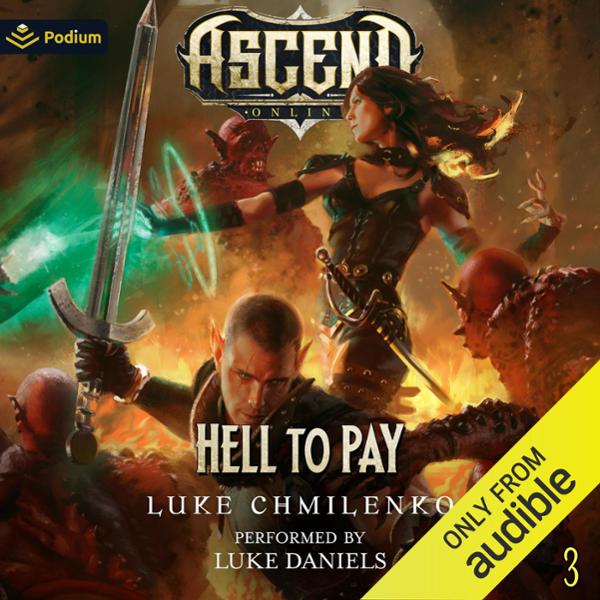 Podium
ASCEND
ONLINE
HELL TO PAY
LUKE CHMILENKO
PERFORMED BY
LUKE DANIELS
ONLY FROM
audible
3